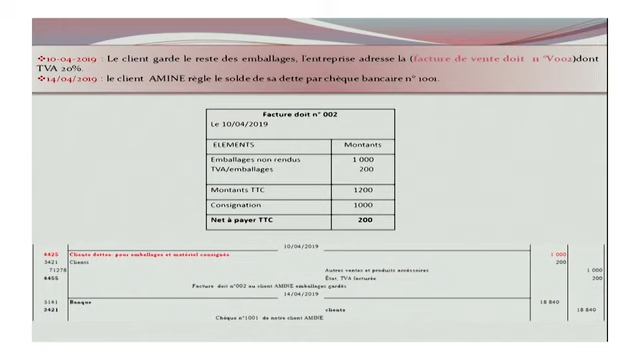 ❖10-04-2019 : Le client garde le reste des emballages, l'entreprise adresse la (facture de vente doit n °V002)dont
TVA 20%.
❖14/04/2019 : le client AMINE règle le solde de sa dette par chèque bancaire n° 1001.
Facture doit n° 002
Le 10/04/2019
ELEMENTS Montants
Emballages non rendus 1 000
TVA/emballages 200
Montants TTC 1200
Consignation 1000
Net à payer TTC 200
10/04/2019
4425 Clients dettes pour emballages et matériel consignés 1 000
3421 Clients 200
71278 Autres ventes et produits accessoires 1 000
4455 État, TVA facturée 200
Facture doit n°002 au client AMINE emballages gardés
14/04/2019
5141 Banque 18 840
3421 clients 18 840
Chèque n°1001 de notre client AMINE